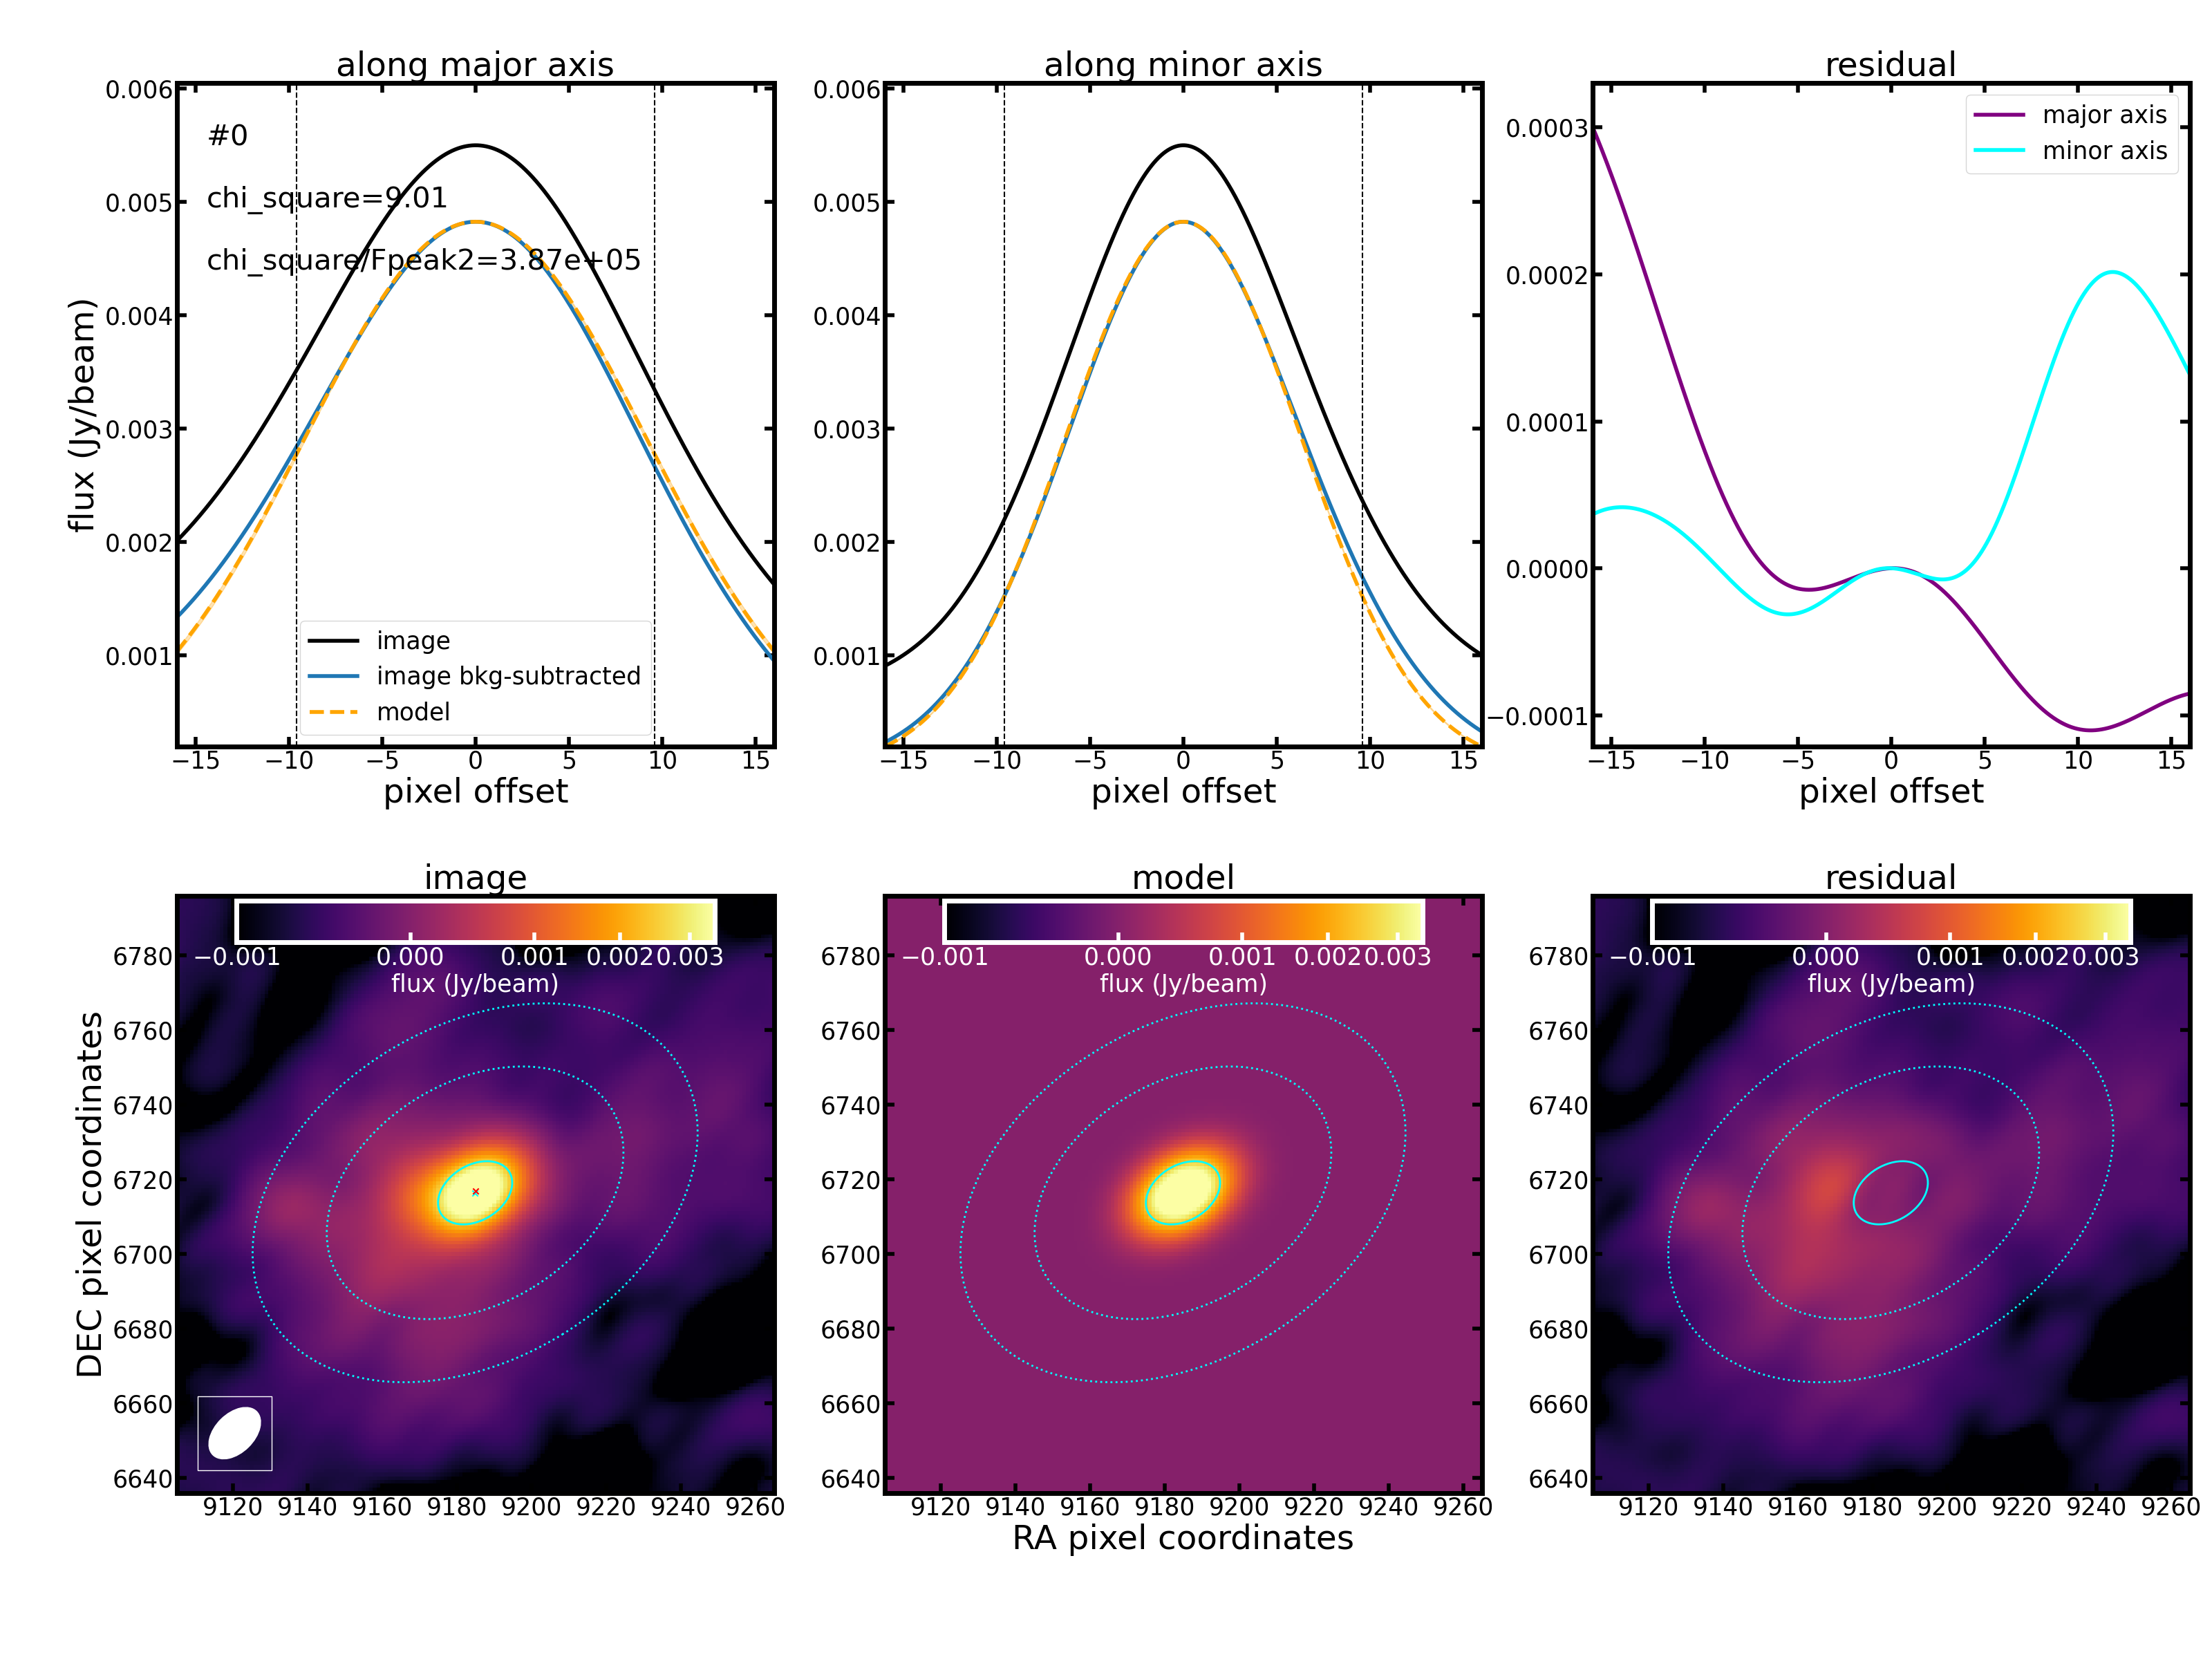 along major axis
along minor axis
residual
#0
chi_square=9.01
chi_square/Fpeak2=3.87e+05
0.006
0.005
0.004
0.003
0.002
0.001
flux (Jy/beam)
image
image bkg-subtracted
model
−15 −10 −5 0 5 10 15
pixel offset
0.006
0.005
0.004
0.003
0.002
0.001
−15 −10 −5 0 5 10 15
pixel offset
major axis
minor axis
0.0003
0.0002
0.0001
0.0000
−0.0001
−15 −10 −5 0 5 10 15
pixel offset
image
model
residual
−0.001 0.000 0.001 0.002 0.003
flux (Jy/beam)
6780
6760
6740
6720
6700
6680
6660
6640
DEC pixel coordinates
9120 9140 9160 9180 9200 9220 9240 9260
−0.001 0.000 0.001 0.002 0.003
flux (Jy/beam)
6780
6760
6740
6720
6700
6680
6660
6640
9120 9140 9160 9180 9200 9220 9240 9260
RA pixel coordinates
−0.001 0.000 0.001 0.002 0.003
flux (Jy/beam)
6780
6760
6740
6720
6700
6680
6660
6640
9120 9140 9160 9180 9200 9220 9240 9260